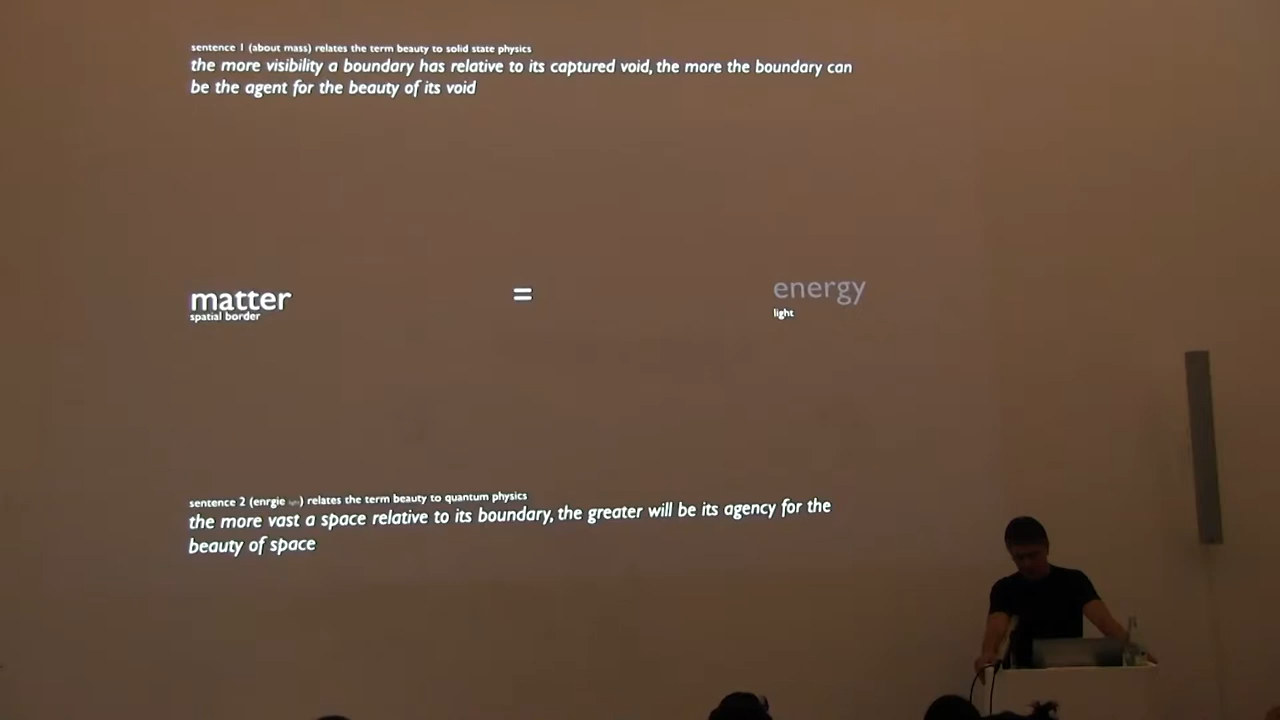 sentence 1 (about mass) relates the term beauty to solid state physics
the more visibility a boundary has relative to its captured void, the more the boundary can
be the agent for the beauty of its void
matter
=
energy
spatial border
light
sentence 2 (enrgie ) relates the term beauty to quantum physics
the more vast a space relative to its boundary, the greater will be its agency for the
beauty of space